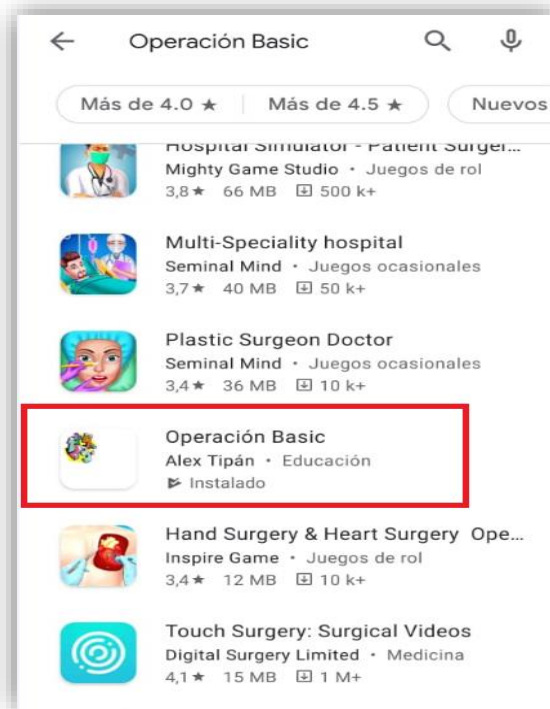 Operación Basic
Más de 4.0 ★ Más de 4.5 ★ Nuevos
Hospital Simulator - Patient Surger...
Mighty Game Studio • Juegos de rol
3,8★ 66 MB 500 k+
Multi-Speciality hospital
Seminal Mind • Juegos ocasionales
3,7★ 40 MB 50 k+
Plastic Surgeon Doctor
Seminal Mind • Juegos ocasionales
3,4★ 36 MB 10 k+
Operación Basic
Alex Tipán • Educación
Instalado
Hand Surgery & Heart Surgery Ope...
Inspire Game • Juegos de rol
3,4★ 12 MB 10 k+
Touch Surgery: Surgical Videos
Digital Surgery Limited • Medicina
4,1★ 15 MB 1 M+